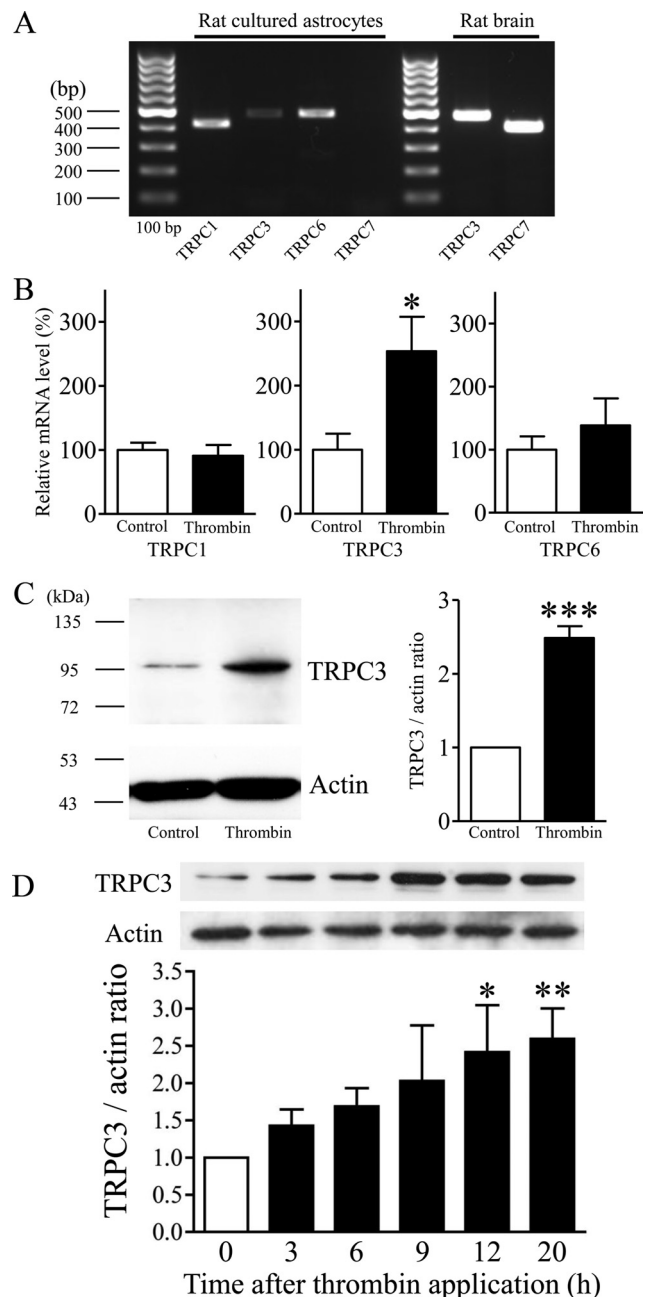 A
Rat cultured astrocytes
Rat brain
(bp)
500
400
300
200
100
100 bp
TRPC1
TRPC3
TRPC6
TRPC7
TRPC3
TRPC7
B
Relative mRNA level (%)
300
200
100
0
Control
Thrombin
TRPC1
300
200
100
0
*
Control
Thrombin
TRPC3
300
200
100
0
Control
Thrombin
TRPC6
C
(kDa)
135
95
72
53
43
TRPC3
Actin
Control
Thrombin
TRPC3 / actin ratio
3
2
1
0
***
Control
Thrombin
D
TRPC3
Actin
TRPC3 / actin ratio
3.5
3.0
2.5
2.0
1.5
1.0
0.5
0.0
*
**
0 3 6 9 12 20
Time after thrombin application (h)